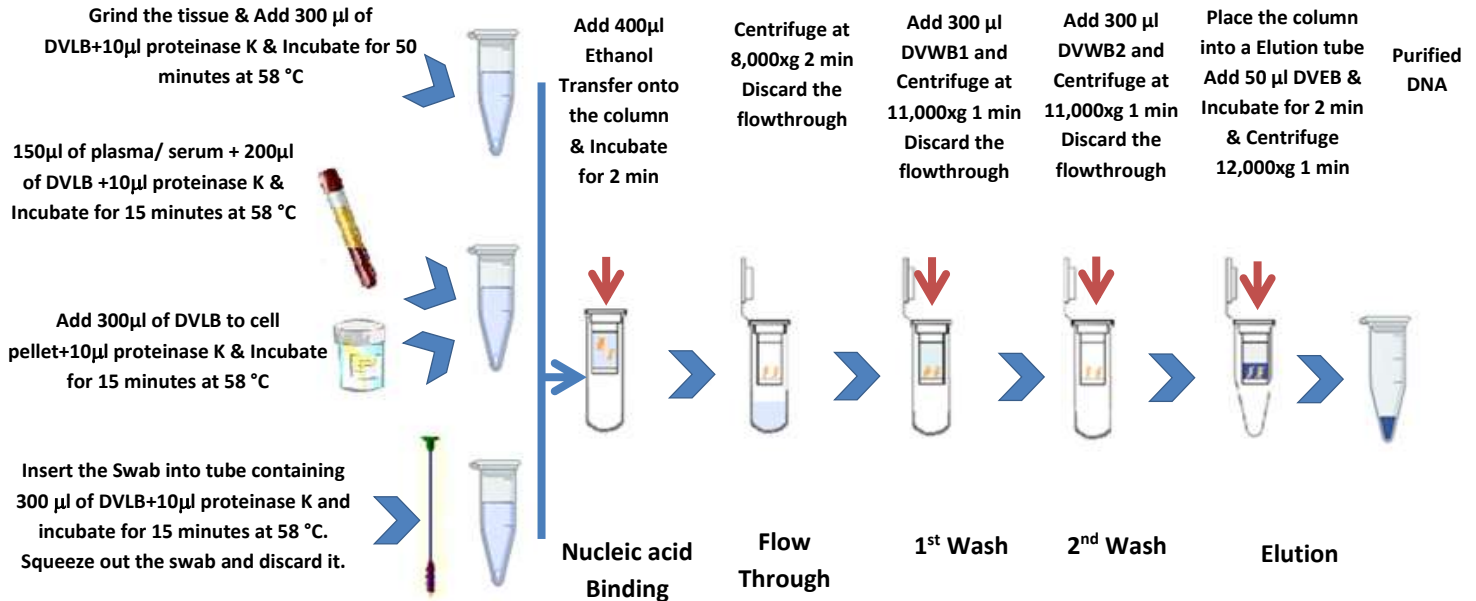 Grind the tissue & Add 300 µl of
DVLB+10µl proteinase K & Incubate for 50
minutes at 58 °C
150µl of plasma/ serum + 200µl
of DVLB +10µl proteinase K &
Incubate for 15 minutes at 58 °C
Add 300µl of DVLB to cell
pellet+10µl proteinase K & Incubate
for 15 minutes at 58 °C
Insert the Swab into tube containing
300 µl of DVLB+10µl proteinase K and
incubate for 15 minutes at 58 °C.
Squeeze out the swab and discard it.
Add 400µl
Ethanol
Transfer onto
the column
& Incubate
for 2 min
Centrifuge at
8,000xg 2 min
Discard the
flowthrough
Add 300 µl
DVWB1 and
Centrifuge at
11,000xg 1 min
Discard the
flowthrough
Add 300 µl
DVWB2 and
Centrifuge at
11,000xg 1 min
Discard the
flowthrough
Place the column
into a Elution tube
Add 50 µl DVEB &
Incubate for 2 min
& Centrifuge
12,000xg 1 min
Purified
DNA
Nucleic acid
Binding
Flow
Through
1st Wash
2nd Wash
Elution